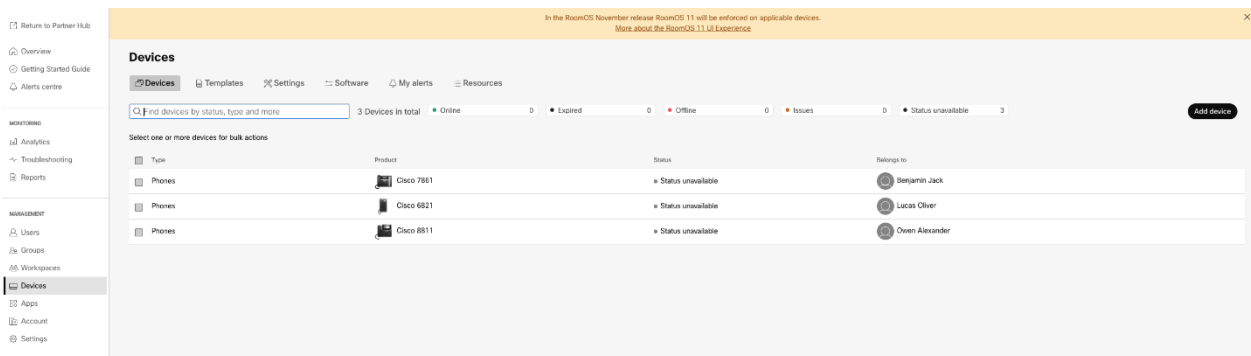 In the RoomOS November release RoomOS 11 will be enforced on applicable devices.
More about the RoomOS 11 UI Experience
Return to Partner Hub
Overview
Getting Started Guide
Alerts centre
MONITORING
Analytics
Troubleshooting
Reports
MANAGEMENT
Users
Groups
Workspaces
Devices
Apps
Account
Settings
Devices
Devices Templates Settings Software My alerts Resources
Find devices by status, type and more 3 Devices in total Online 0 Expired 0 Offline 0 Issues 0 Status unavailable 3 Add device
Select one or more devices for bulk actions
Type Product Status Belongs to
Phones Cisco 7861 Status unavailable Benjamin Jack
Phones Cisco 6821 Status unavailable Lucas Oliver
Phones Cisco 8811 Status unavailable Owen Alexander